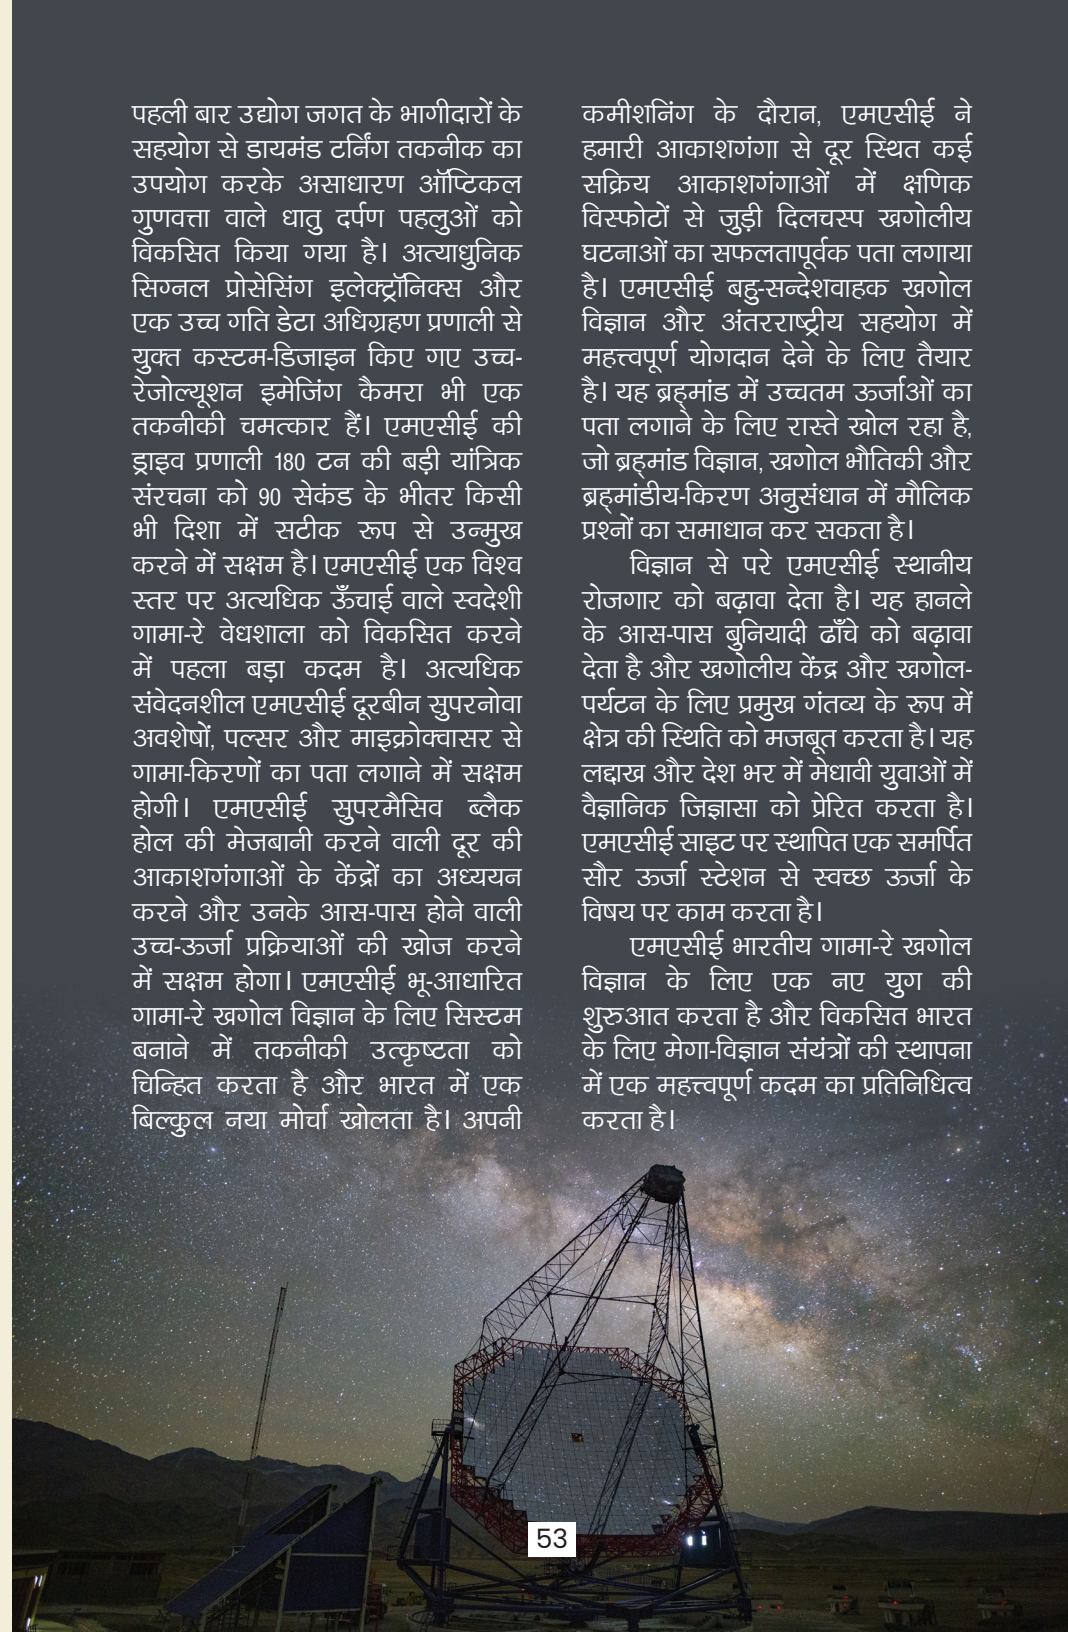 पहली बार उद्योग जगत के भागीदारों के
सहयोग से डायमंड टर्निंग तकनीक का
उपयोग करके असाधारण ऑप्टिकल
गुणवत्ता वाले धातु दर्पण पहलुओं को
विकसित किया गया है। अत्याधुनिक
सिग्नल प्रोसेसिंग इलेक्ट्रॉनिक्स और
एक उच्च गति डेटा अधिग्रहण प्रणाली से
युक्त कस्टम-डिजाइन किए गए उच्च-
रेजोल्यूशन इमेजिंग कैमरा भी एक
तकनीकी चमत्कार हैं। एमएसीई की
ड्राइव प्रणाली 180 टन की बड़ी यांत्रिक
संरचना को 90 सेकंड के भीतर किसी
भी दिशा में सटीक रूप से उन्मुख
करने में सक्षम है। एमएसीई एक विश्व
स्तर पर अत्यधिक ऊँचाई वाले स्वदेशी
गामा-रे वेधशाला को विकसित करने
में पहला बड़ा कदम है। अत्यधिक
संवेदनशील एमएसीई दूरबीन सुपरनोवा
अवशेषों, पल्सर और माइक्रोक्वासर से
गामा-किरणों का पता लगाने में सक्षम
होगी। एमएसीई सुपरमैसिव ब्लैक
होल की मेजबानी करने वाली दूर की
आकाशगंगाओं के केंद्रों का अध्ययन
करने और उनके आस-पास होने वाली
उच्च-ऊर्जा प्रक्रियाओं की खोज करने
में सक्षम होगा। एमएसीई भू-आधारित
गामा-रे खगोल विज्ञान के लिए सिस्टम
बनाने में तकनीकी उत्कृष्टता को
चिन्हित करता है और भारत में एक
बिल्कुल नया मोर्चा खोलता है। अपनी
कमीशनिंग के दौरान, एमएसीई ने
हमारी आकाशगंगा से दूर स्थित कई
सक्रिय आकाशगंगाओं में क्षणिक
विस्फोटों से जुड़ी दिलचस्प खगोलीय
घटनाओं का सफलतापूर्वक पता लगाया
है। एमएसीई बहु-सन्देशवाहक खगोल
विज्ञान और अंतरराष्ट्रीय सहयोग में
महत्त्वपूर्ण योगदान देने के लिए तैयार
है। यह ब्रह्मांड में उच्चतम ऊर्जाओं का
पता लगाने के लिए रास्ते खोल रहा है,
जो ब्रह्मांड विज्ञान, खगोल भौतिकी और
ब्रह्मांडीय-किरण अनुसंधान में मौलिक
प्रश्नों का समाधान कर सकता है।
विज्ञान से परे एमएसीई स्थानीय
रोजगार को बढ़ावा देता है। यह हानले
के आस-पास बुनियादी ढाँचे को बढ़ावा
देता है और खगोलीय केंद्र और खगोल-
पर्यटन के लिए प्रमुख गंतव्य के रूप में
क्षेत्र की स्थिति को मजबूत करता है। यह
लद्दाख और देश भर में मेधावी युवाओं में
वैज्ञानिक जिज्ञासा को प्रेरित करता है।
एमएसीई साइट पर स्थापित एक समर्पित
सौर ऊर्जा स्टेशन से स्वच्छ ऊर्जा के
विषय पर काम करता है।
एमएसीई भारतीय गामा-रे खगोल
विज्ञान के लिए एक नए युग की
शुरुआत करता है और विकसित भारत
के लिए मेगा-विज्ञान संयंत्रों की स्थापना
में एक महत्त्वपूर्ण कदम का प्रतिनिधित्व
करता है।
53